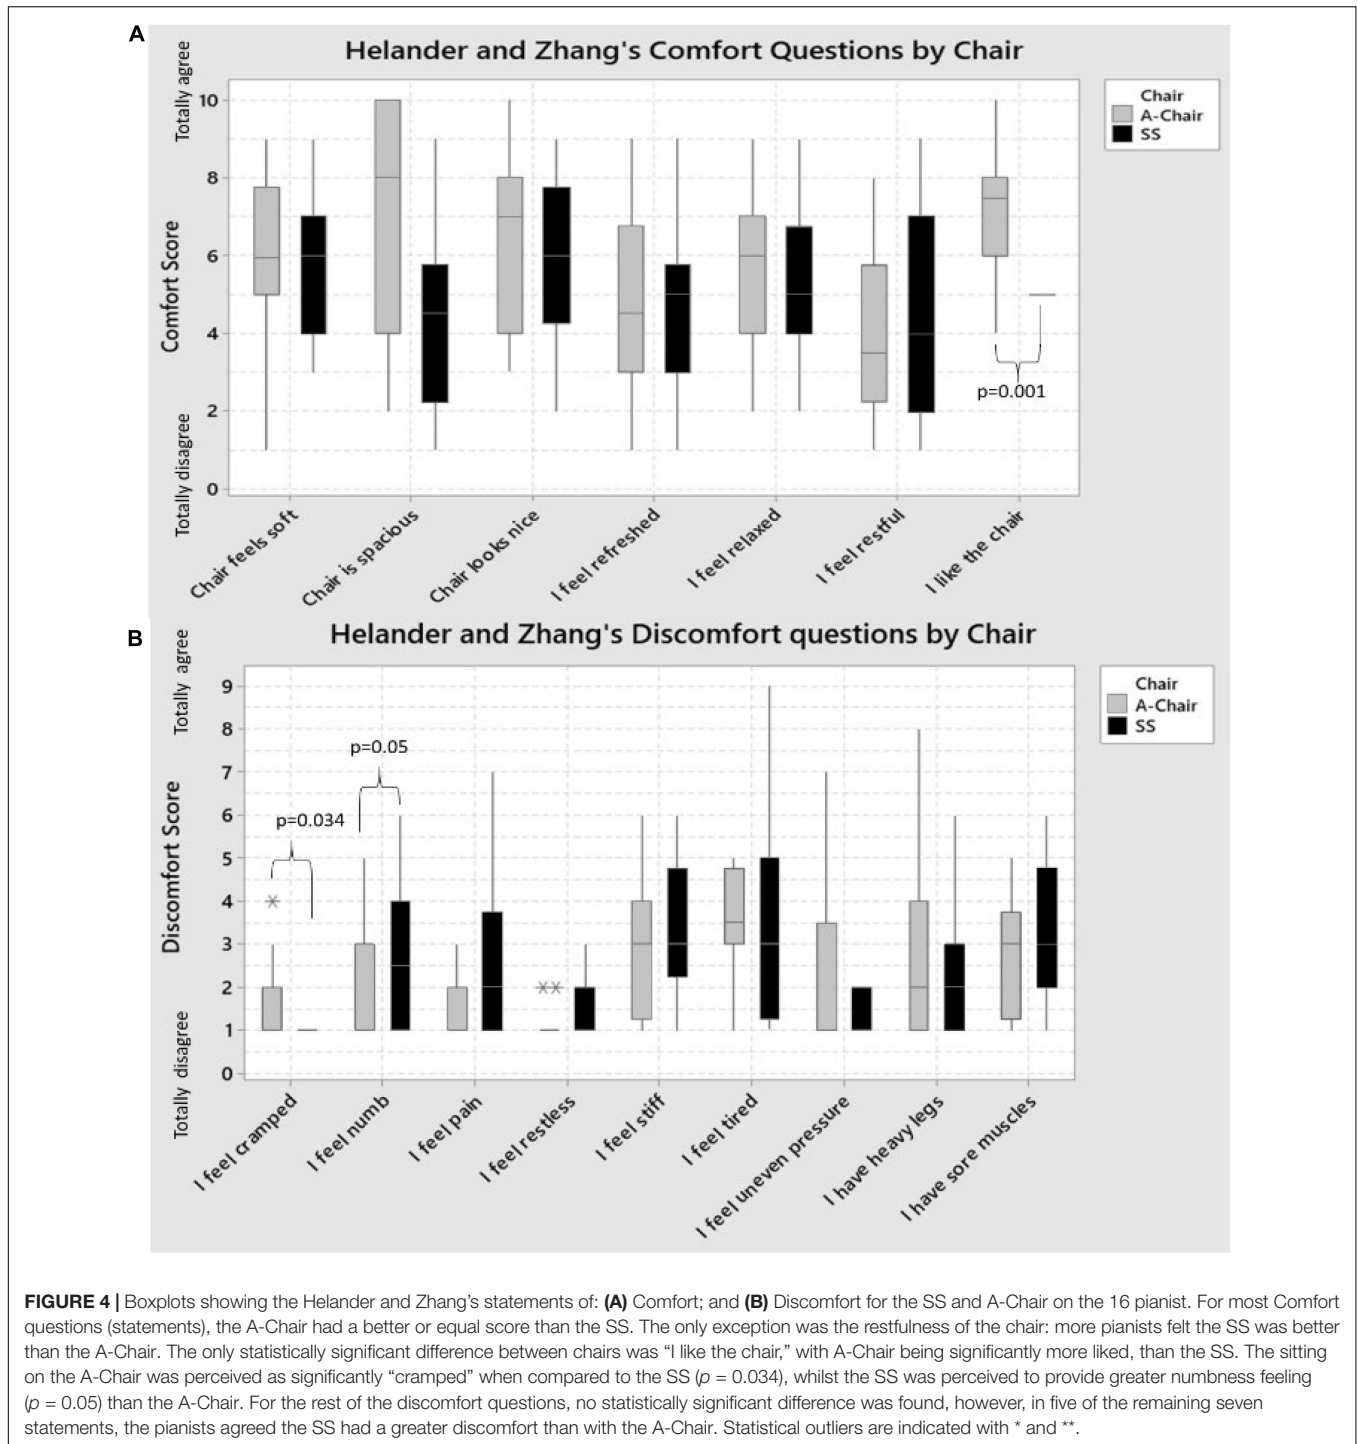 A
Helander and Zhang's Comfort Questions by Chair
Totally agree
Comfort Score
Totally disagree
10
8
6
4
2
0
Chair
A-Chair
SS
p=0.001
Chair feels soft
Chair is spacious
Chair looks nice
I feel refreshed
I feel relaxed
I feel restful
I like the chair
B
Helander and Zhang's Discomfort questions by Chair
Totally agree
Discomfort Score
Totally disagree
9
8
7
6
5
4
3
2
1
0
Chair
A-Chair
SS
p=0.05
p=0.034
I feel cramped
I feel numb
I feel pain
I feel restless
I feel stiff
I feel tired
I feel uneven pressure
I have heavy legs
I have sore muscles
FIGURE 4 | Boxplots showing the Helander and Zhang's statements of: (A) Comfort; and (B) Discomfort for the SS and A-Chair on the 16 pianist. For most Comfort
questions (statements), the A-Chair had a better or equal score than the SS. The only exception was the restfulness of the chair: more pianists felt the SS was better
than the A-Chair. The only statistically significant difference between chairs was "I like the chair," with A-Chair being significantly more liked, than the SS. The sitting
on the A-Chair was perceived as significantly "cramped" when compared to the SS (p = 0.034), whilst the SS was perceived to provide greater numbness feeling
(p = 0.05) than the A-Chair. For the rest of the discomfort questions, no statistically significant difference was found, however, in five of the remaining seven
statements, the pianists agreed the SS had a greater discomfort than with the A-Chair. Statistical outliers are indicated with * and **.